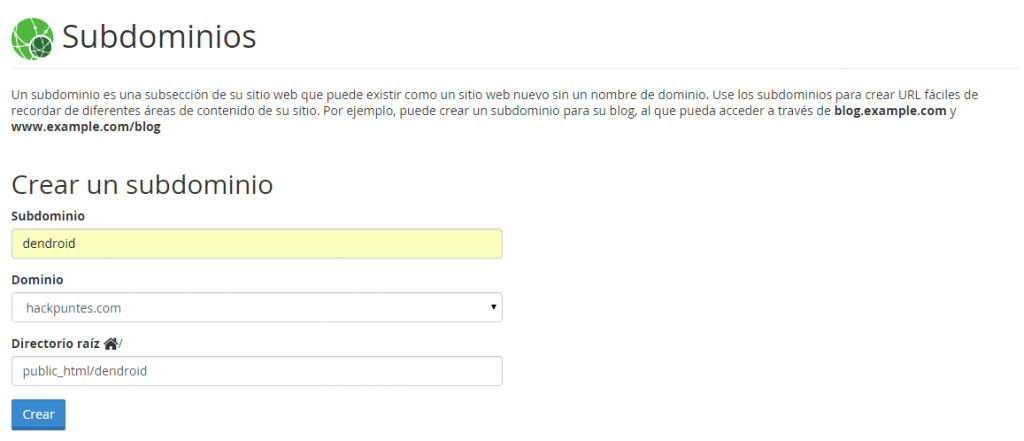 Subdominios
Un subdominio es una subsección de su sitio web que puede existir como un sitio web nuevo sin un nombre de dominio. Use los subdominios para crear URL fáciles de
recordar de diferentes áreas de contenido de su sitio. Por ejemplo, puede crear un subdominio para su blog, al que pueda acceder a través de blog.example.com y
www.example.com/blog
Crear un subdominio
Subdominio
dendroid
Dominio
hackpuntes.com
Directorio raíz /
public_html/dendroid
Crear